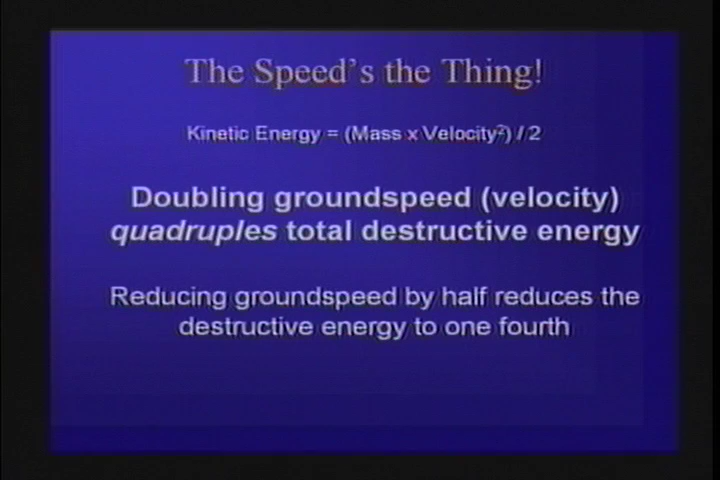 The Speed's the Thing!
Kinetic Energy = (Mass x Velocity²) / 2
Doubling groundspeed (velocity)
quadruples total destructive energy
Reducing groundspeed by half reduces the
destructive energy to one fourth